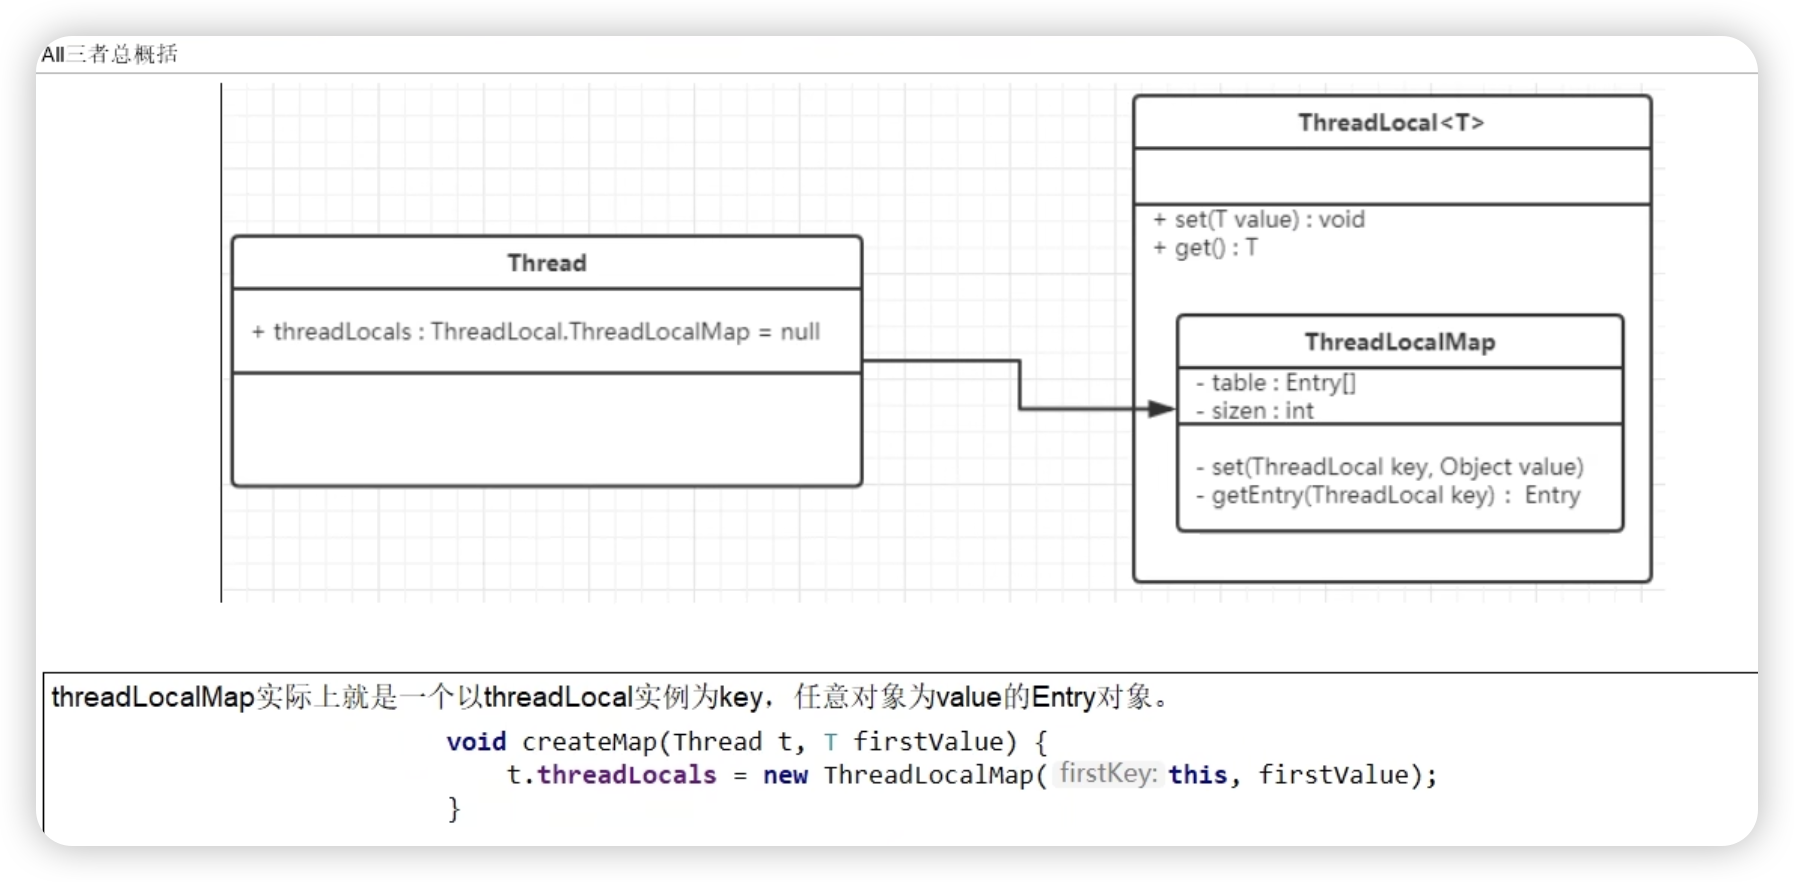 All三者总概括
ThreadLocal<T>
+ set(T value) : void
+ get() : T
Thread
+ threadLocals : ThreadLocal.ThreadLocalMap = null
ThreadLocalMap
- table : Entry[]
- sizen : int
- set(ThreadLocal key, Object value)
- getEntry(ThreadLocal key) : Entry
threadLocalMap实际上就是一个以threadLocal实例为key，任意对象为value的Entry对象。
void createMap(Thread t, T firstValue) {
t.threadLocals = new ThreadLocalMap( firstKey: this, firstValue);
}